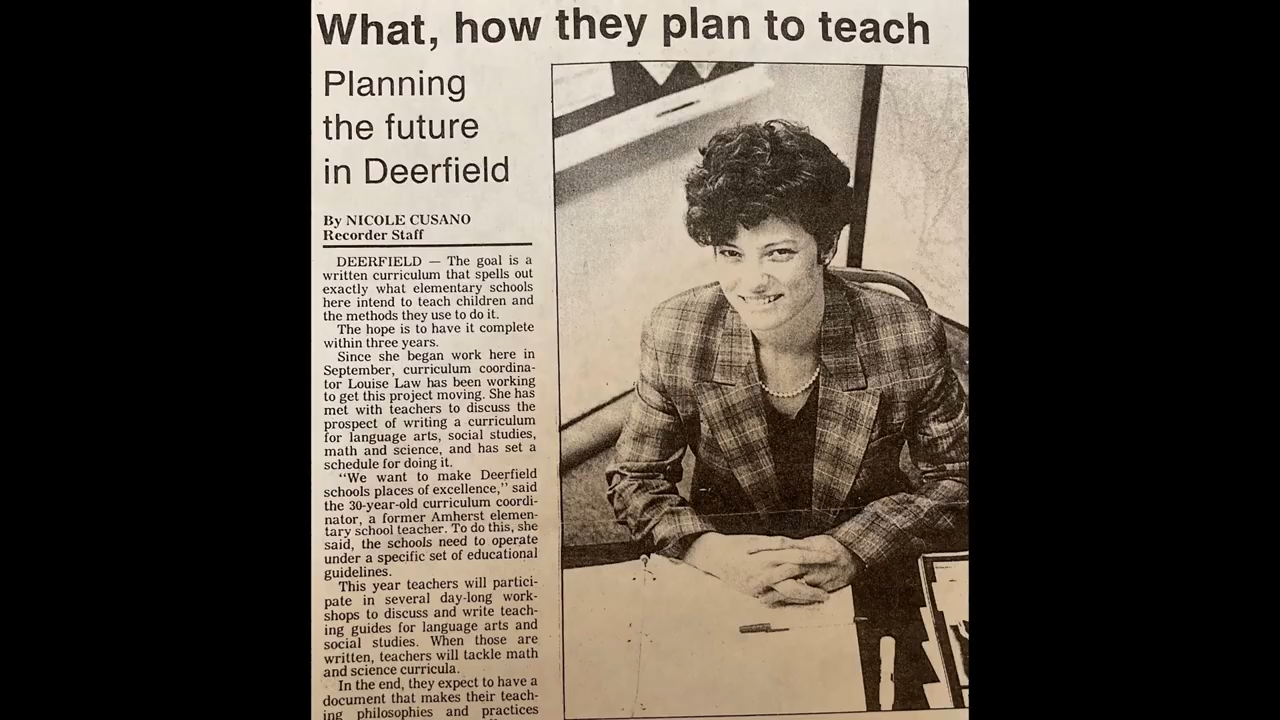 What, how they plan to teach
Planning
the future
in Deerfield
By NICOLE CUSANO
Recorder Staff
DEERFIELD — The goal is a
written curriculum that spells out
exactly what elementary schools
here intend to teach children and
the methods they use to do it.
The hope is to have it complete
within three years.
Since she began work here in
September, curriculum coordina-
tor Louise Law has been working
to get this project moving. She has
met with teachers to discuss the
prospect of writing a curriculum
for language arts, social studies,
math and science, and has set a
schedule for doing it.
“We want to make Deerfield
schools places of excellence,” said
the 30-year-old curriculum coordi-
nator, a former Amherst elemen-
tary school teacher. To do this, she
said, the schools need to operate
under a specific set of educational
guidelines.
This year teachers will partici-
pate in several day-long work-
shops to discuss and write teach-
ing guides for language arts and
social studies. When those are
written, teachers will tackle math
and science curricula.
In the end, they expect to have a
document that makes their teach-
ing philosophies and practices